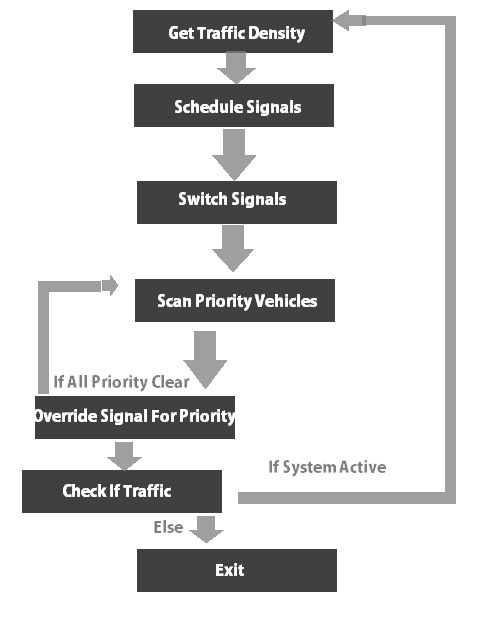 Get Traffic Density
Schedule Signals
Switch Signals
Scan Priority Vehicles
If All Priority Clear
Override Signal For Priority
If System Active
Check If Traffic
Else
Exit